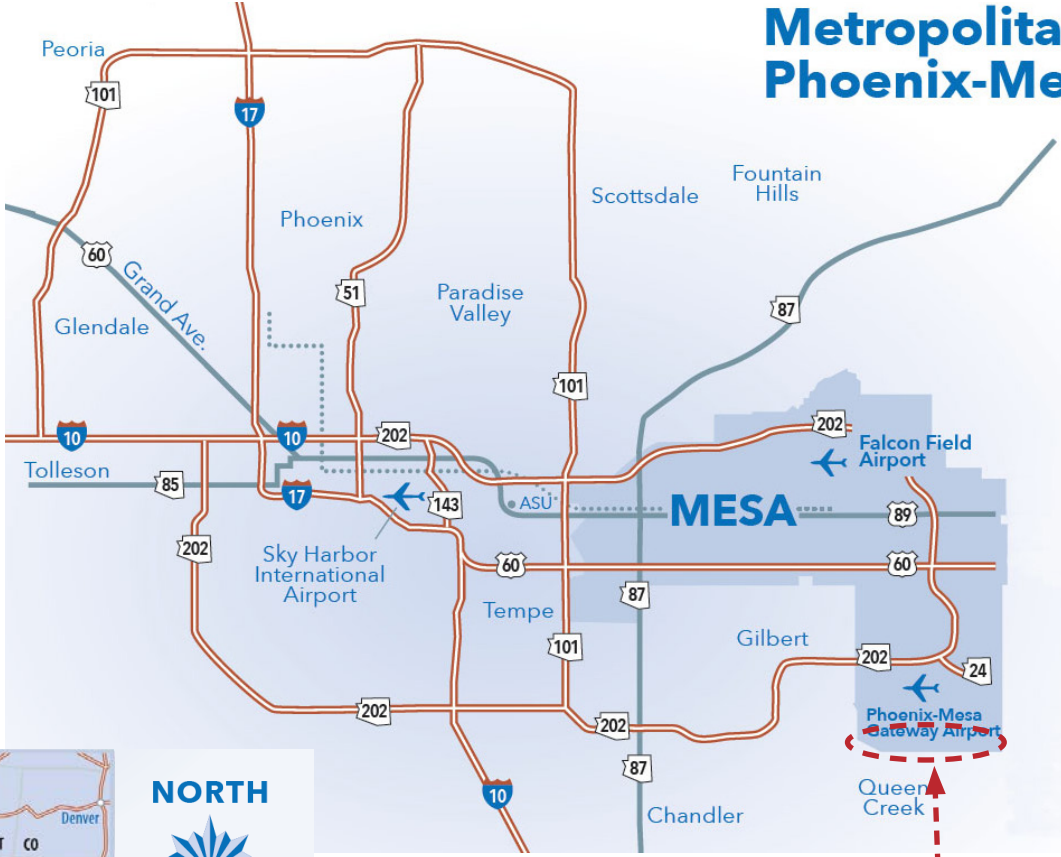 Metropolita
Phoenix-Me
Peoria
101
17
Fountain
Hills
Scottsdale
Phoenix
60
Grand Ave.
51
Paradise
Valley
87
Glendale
101
10
10
202
202
Falcon Field
Airport
Tolleson
85
17
143
ASU
MESA
89
202
Sky Harbor
International
Airport
60
60
Tempe
87
101
Gilbert
202
24
202
202
Phoenix-Mesa
Gateway Airport
87
10
Queen
Creek
Chandler
NORTH
Denver
T CO